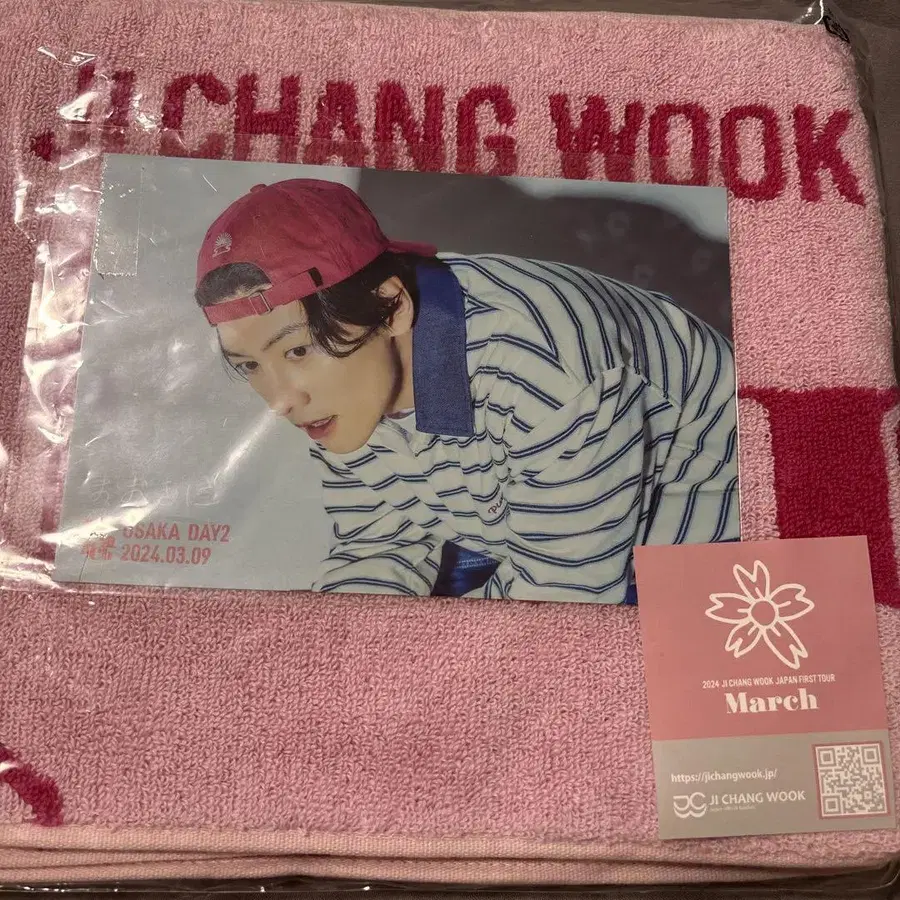 JI CHANG WOOK
OSAKA DAY2
2024.03.09
2024 JI CHANG WOOK JAPAN FIRST TOUR
March
https://jichangwook.jp/
JI CHANG WOOK